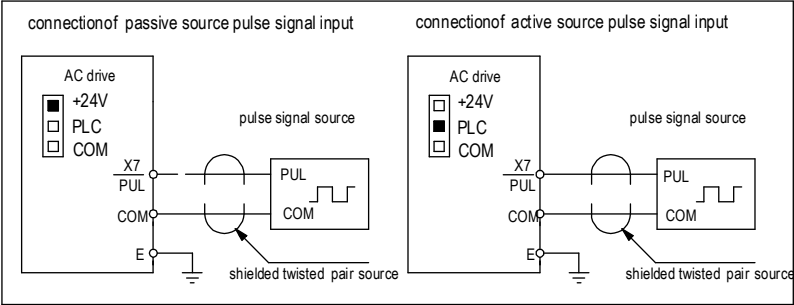 connectionof passive source pulse signal input
AC drive
+24V
PLC
COM
pulse signal source
X7
PUL
PUL
COM
COM
E
shielded twisted pair source
connectionof active source pulse signal input
AC drive
+24V
PLC
COM
pulse signal source
X7
PUL
PUL
COM
COM
E
shielded twisted pair source